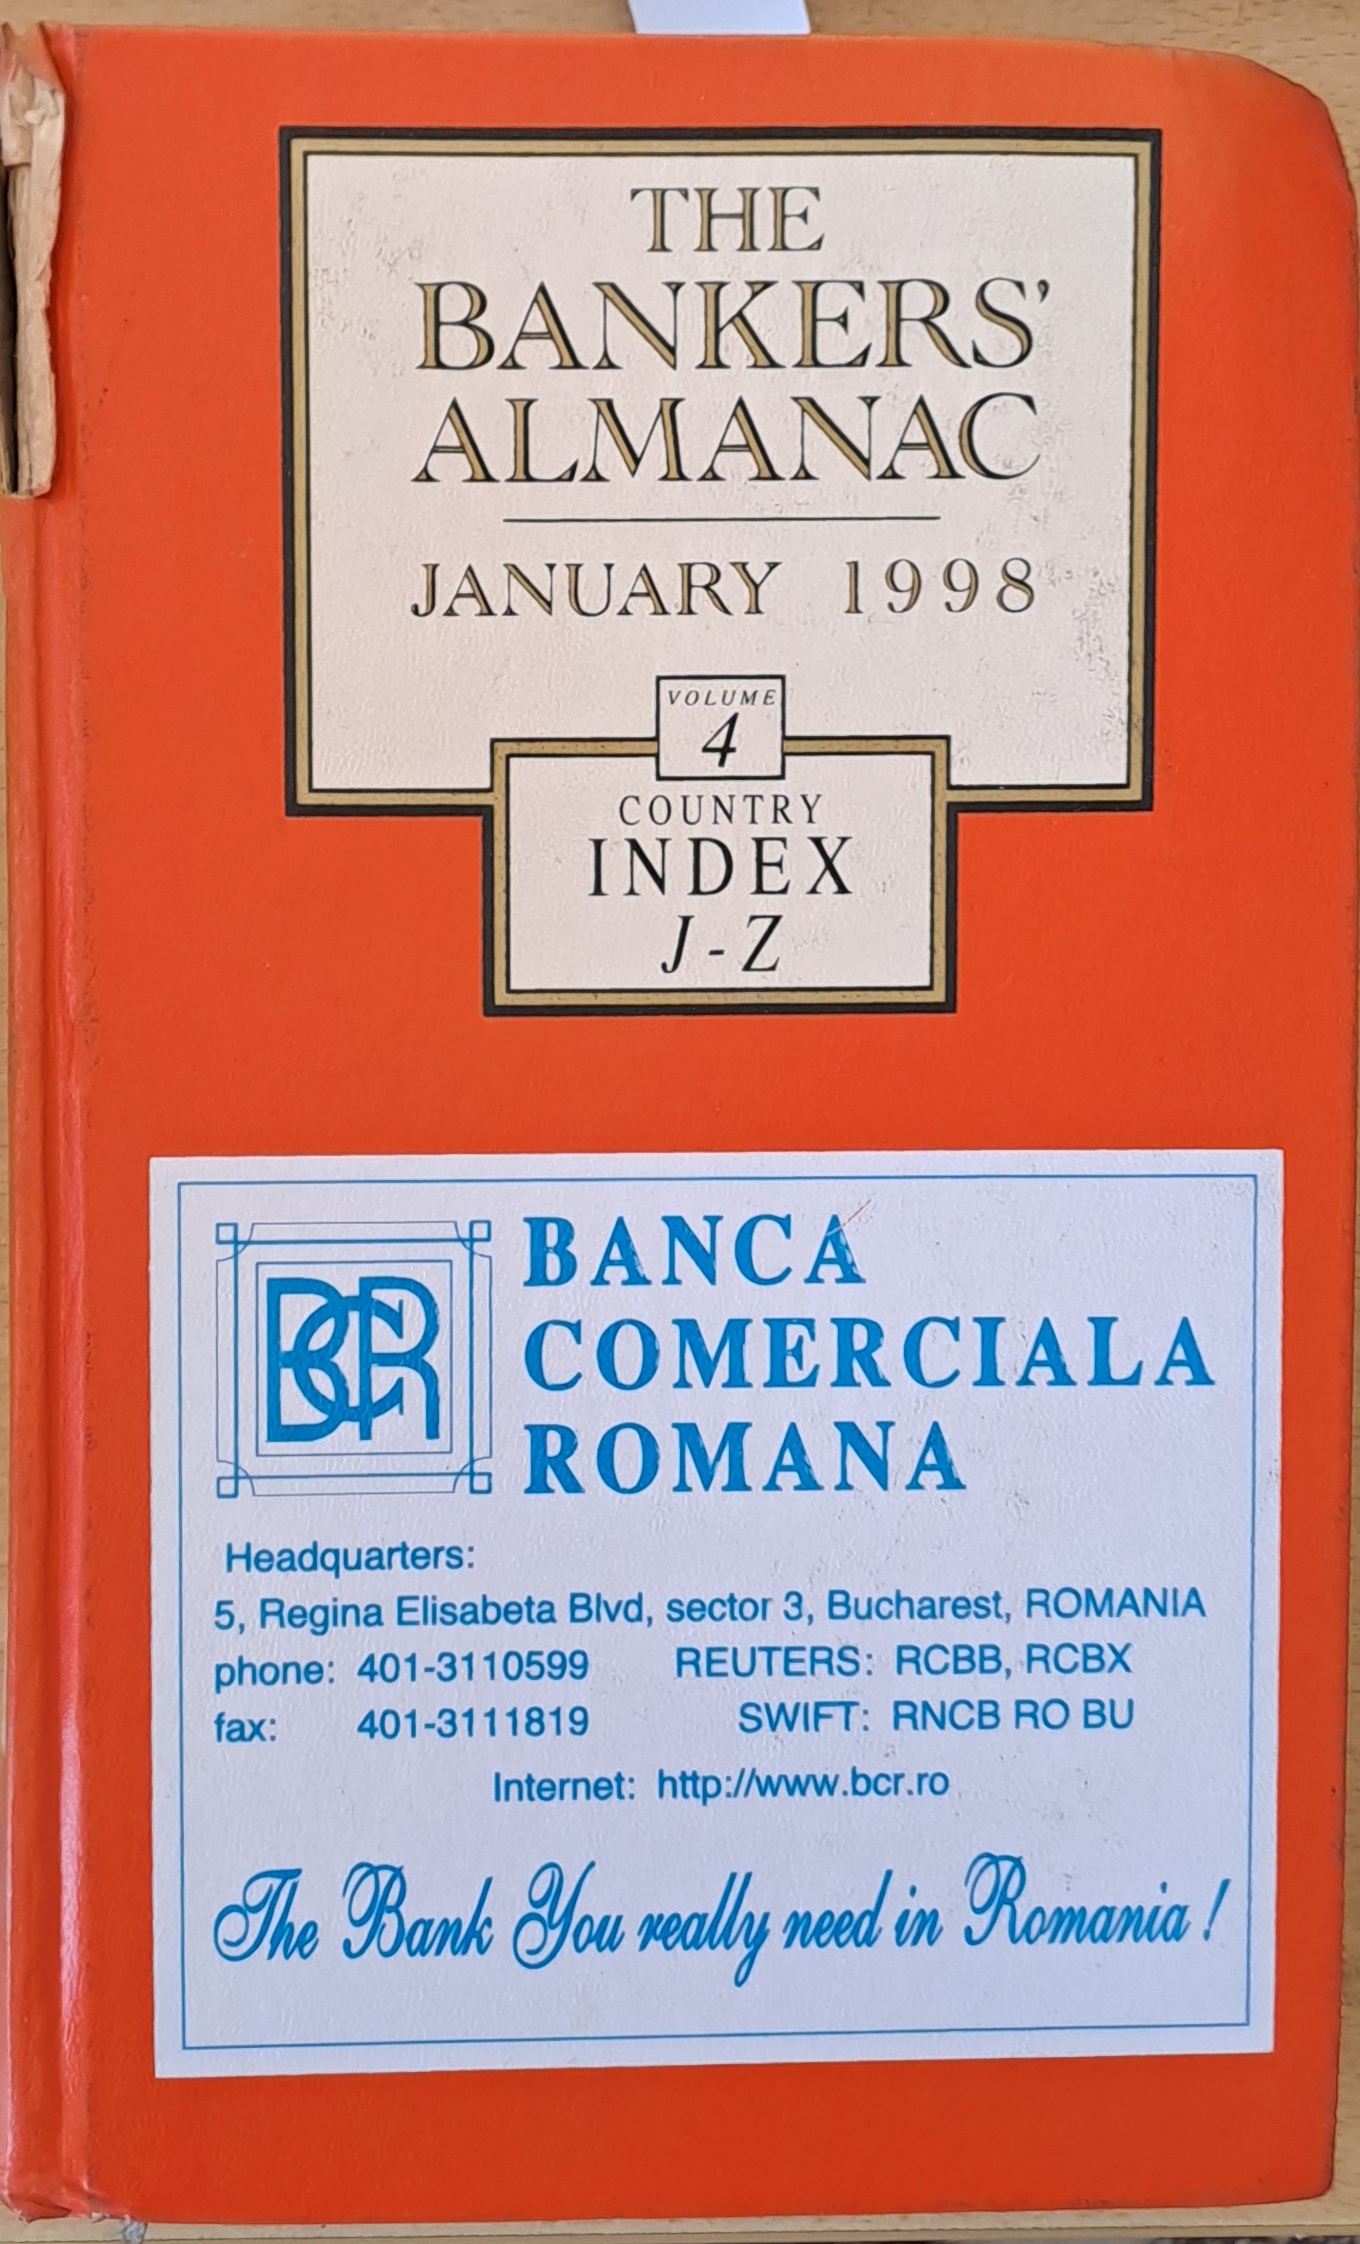 THE
BANKERS'
ALMANAC
JANUARY 1998
VOLUME
4
COUNTRY
INDEX
J-Z
BCR
BANCA
COMERCIALA
ROMANA
Headquarters:
5, Regina Elisabeta Blvd, sector 3, Bucharest, ROMANIA
phone: 401-3110599 REUTERS: RCBB, RCBX
fax: 401-3111819 SWIFT: RNCB RO BU
Internet: http://www.bcr.ro
The Bank You really need in Romania!